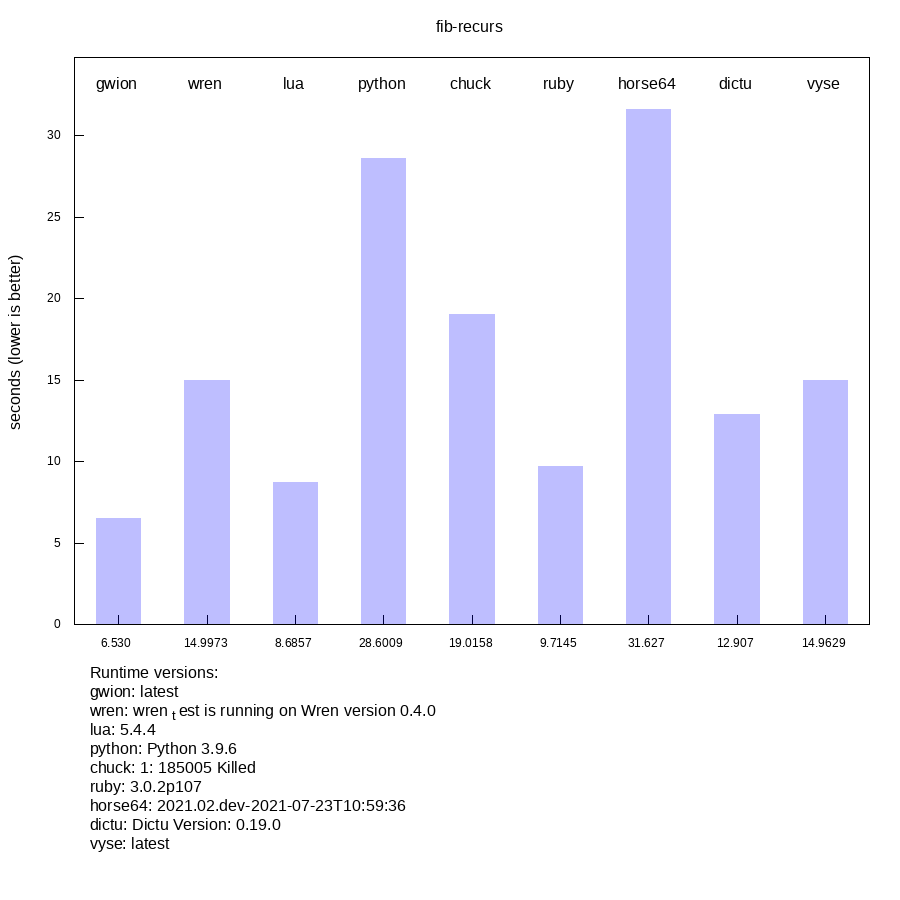 fib-recurs
gwion wren lua python chuck ruby horse64 dictu vyse
seconds (lower is better)
30
25
20
15
10
5
0
6.530 14.9973 8.6857 28.6009 19.0158 9.7145 31.627 12.907 14.9629
Runtime versions:
gwion: latest
wren: wren test is running on Wren version 0.4.0
lua: 5.4.4
python: Python 3.9.6
chuck: 1: 185005 Killed
ruby: 3.0.2p107
horse64: 2021.02.dev-2021-07-23T10:59:36
dictu: Dictu Version: 0.19.0
vyse: latest